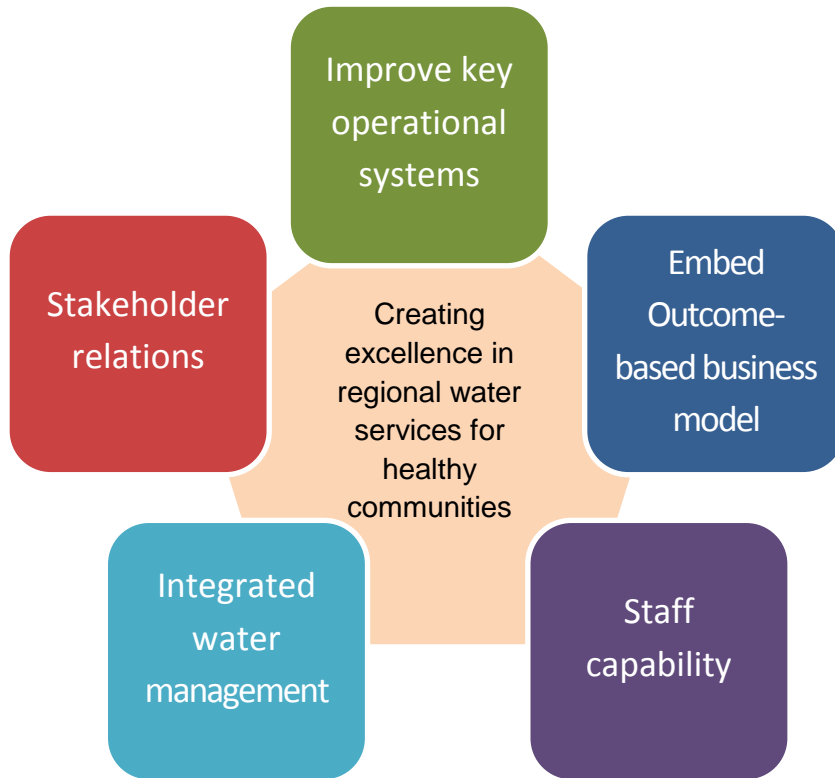 Improve key
operational
systems
Stakeholder
relations
Embed
Outcome-
based business
model
Creating
excellence in
regional water
services for
healthy
communities
Integrated
water
management
Staff
capability